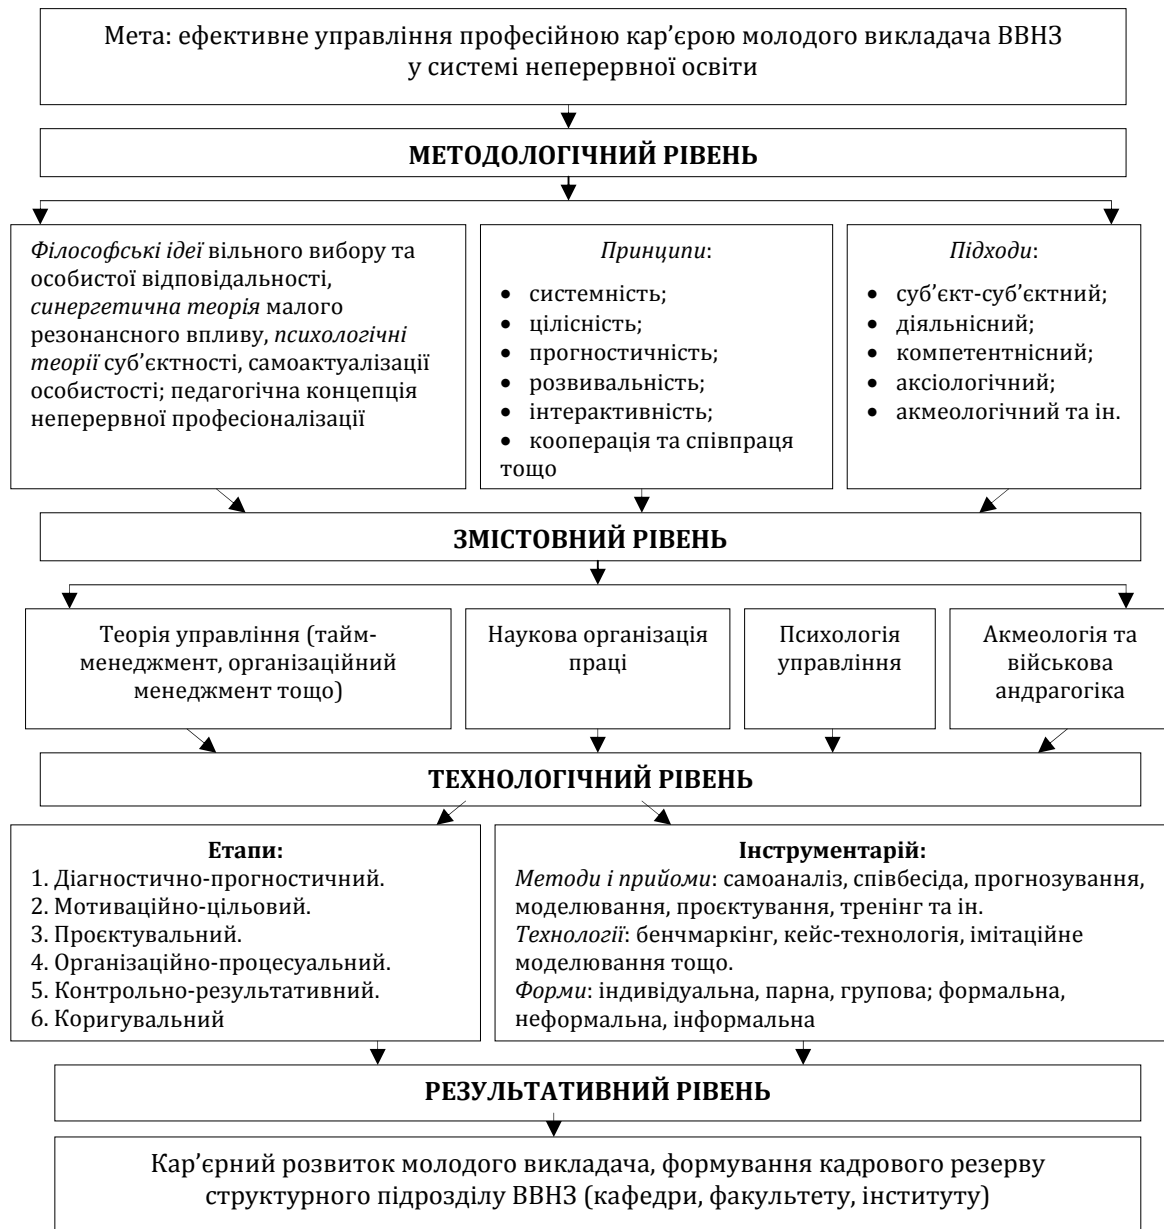 Мета: ефективне управління професійною кар’єрою молодого викладача ВВНЗ
у системі неперервної освіти
МЕТОДОЛОГІЧНИЙ РІВЕНЬ
Філософські ідеї вільного вибору та
особистої відповідальності,
синергетична теорія малого
резонансного впливу, психологічні
теорії суб’єктності, самоактуалізації
особистості; педагогічна концепція
неперервної професіоналізації
Принципи:
• системність;
• цілісність;
• прогностичність;
• розвивальність;
• інтерактивність;
• кооперація та співпраця
тощо
Підходи:
• суб’єкт-суб’єктний;
• діяльнісний;
• компетентнісний;
• аксіологічний;
• акмеологічний та ін.
ЗМІСТОВНИЙ РІВЕНЬ
Теорія управління (тайм-
менеджмент, організаційний
менеджмент тощо)
Наукова організація
праці
Психологія
управління
Акмеологія та
військова
андрагогіка
ТЕХНОЛОГІЧНИЙ РІВЕНЬ
Етапи:
1. Діагностично-прогностичний.
2. Мотиваційно-цільовий.
3. Проєктувальний.
4. Організаційно-процесуальний.
5. Контрольно-результативний.
6. Коригувальний
Інструментарій:
Методи і прийоми: самоаналіз, співбесіда, прогнозування,
моделювання, проєктування, тренінг та ін.
Технології: бенчмаркінг, кейс-технологія, імітаційне
моделювання тощо.
Форми: індивідуальна, парна, групова; формальна,
неформальна, інформальна
РЕЗУЛЬТАТИВНИЙ РІВЕНЬ
Кар’єрний розвиток молодого викладача, формування кадрового резерву
структурного підрозділу ВВНЗ (кафедри, факультету, інституту)